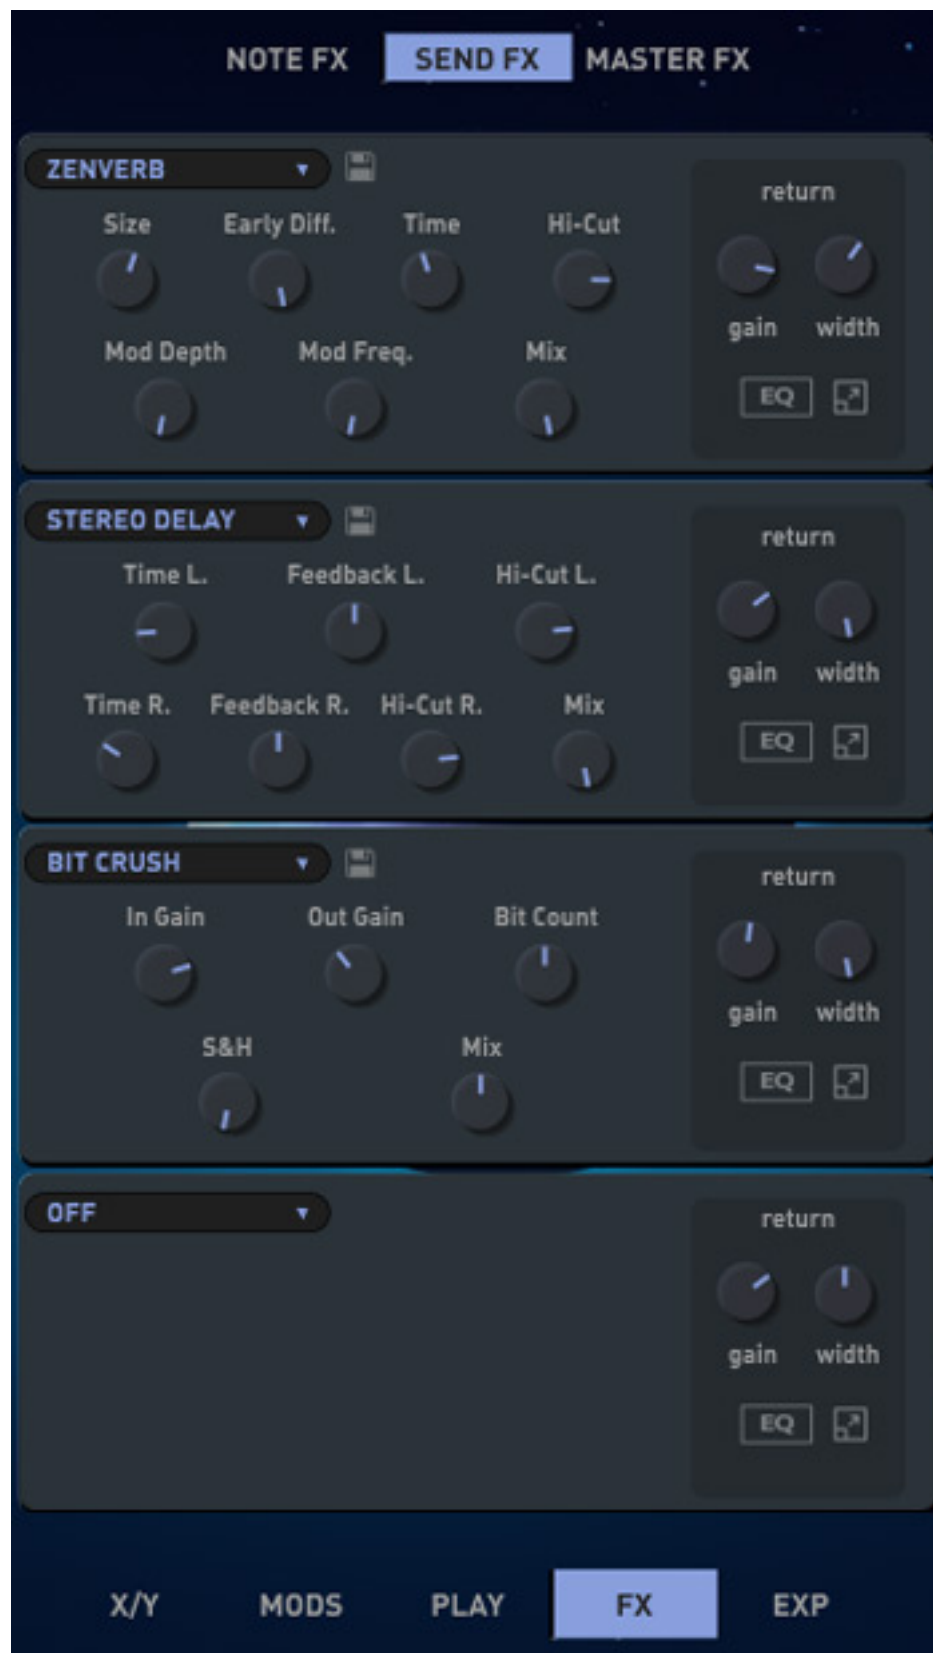 NOTE FX SEND FX MASTER FX
ZENVERB
return
Size Early Diff. Time Hi-Cut
gain width
Mod Depth Mod Freq. Mix
EQ
STEREO DELAY
return
Time L. Feedback L. Hi-Cut L.
gain width
Time R. Feedback R. Hi-Cut R. Mix
EQ
BIT CRUSH
return
In Gain Out Gain Bit Count
gain width
S&H Mix
EQ
OFF
return
gain width
EQ
X/Y MODS PLAY FX EXP